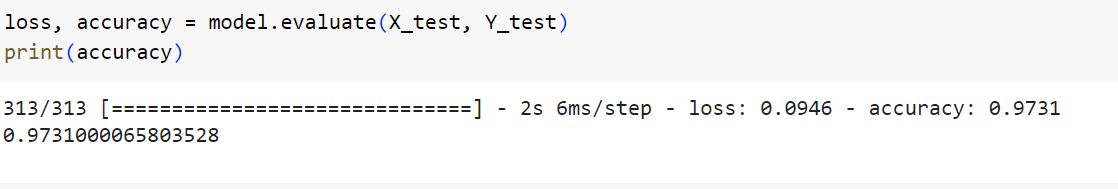 loss, accuracy = model.evaluate(X_test, Y_test)
print(accuracy)
313/313 [==============================] - 2s 6ms/step - loss: 0.0946 - accuracy: 0.9731
0.9731000065803528